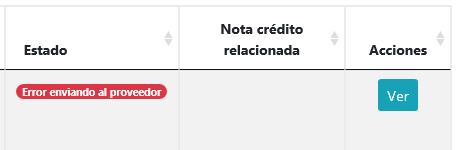 Estado
Nota crédito
relacionada
Acciones
Error enviando al proveedor
Ver